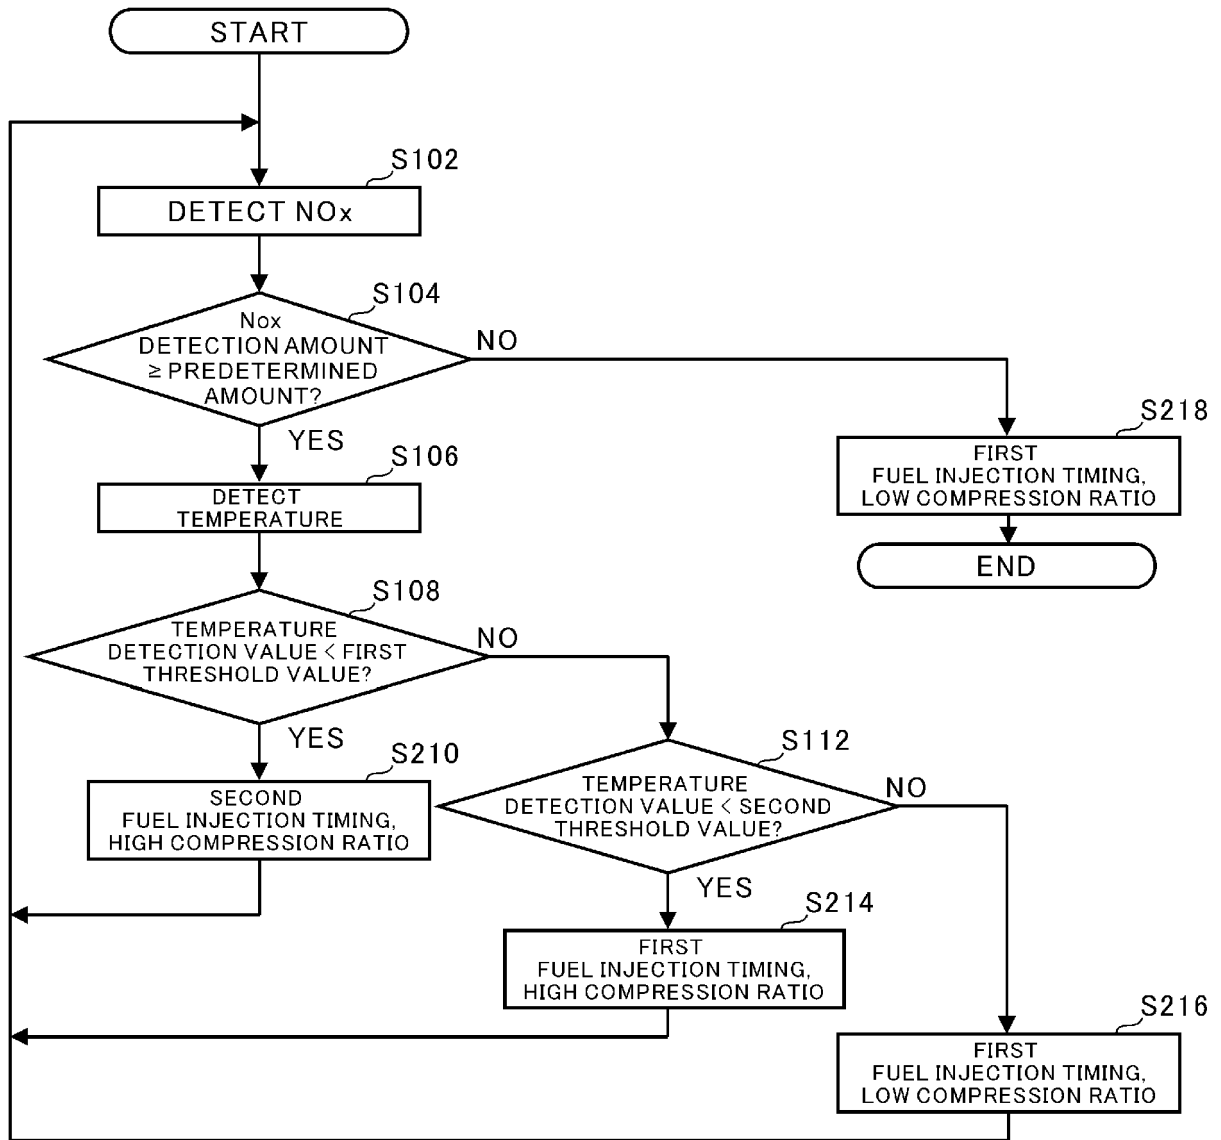 START
S102
DETECT NOx
S104
Nox
DETECTION AMOUNT
≥ PREDETERMINED
AMOUNT?
NO
YES
S218
FIRST
FUEL INJECTION TIMING,
LOW COMPRESSION RATIO
END
S106
DETECT
TEMPERATURE
S108
TEMPERATURE
DETECTION VALUE < FIRST
THRESHOLD VALUE?
NO
YES
S210
SECOND
FUEL INJECTION TIMING,
HIGH COMPRESSION RATIO
S112
TEMPERATURE
DETECTION VALUE < SECOND
THRESHOLD VALUE?
NO
YES
S214
FIRST
FUEL INJECTION TIMING,
HIGH COMPRESSION RATIO
S216
FIRST
FUEL INJECTION TIMING,
LOW COMPRESSION RATIO